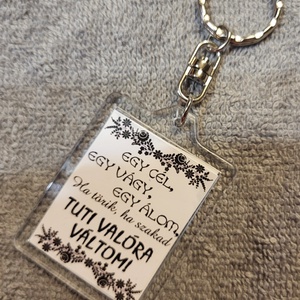 EGY CÉL,
EGY VÁGY,
EGY ÁLOM,
Ha törik, ha szakad
TUTI VALÓRA
VÁLTOM!